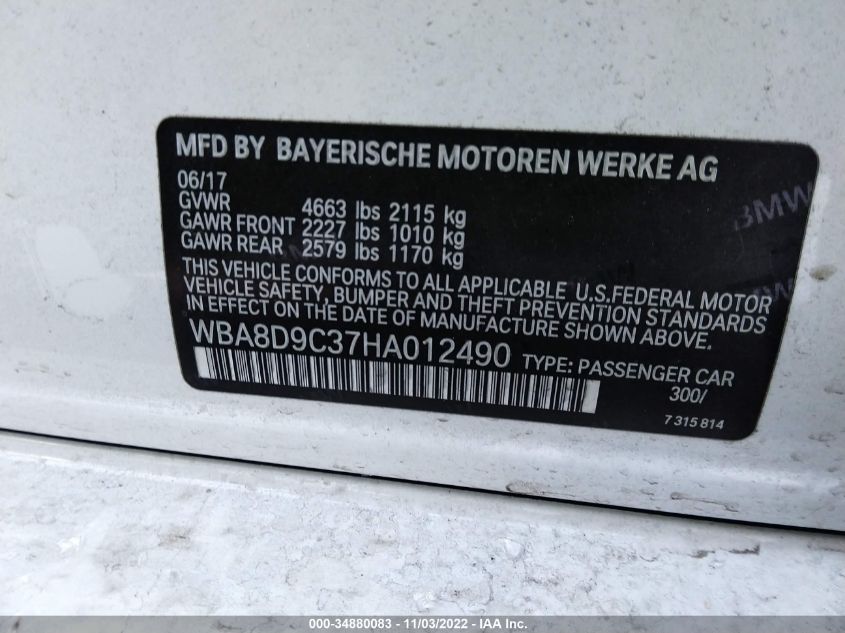 MFD BY BAYERISCHE MOTOREN WERKE AG
06/17
GVWR 4663 lbs 2115 kg
GAWR FRONT 2227 lbs 1010 kg
GAWR REAR 2579 lbs 1170 kg
THIS VEHICLE CONFORMS TO ALL APPLICABLE U.S.FEDERAL MOTOR
VEHICLE SAFETY, BUMPER AND THEFT PREVENTION STANDARDS
IN EFFECT ON THE DATE OF MANUFACTURE SHOWN ABOVE.
WBA8D9C37HA012490 TYPE: PASSENGER CAR
300/
7 315 814
BMW
000-34880083 - 11/03/2022 - IAA Inc.